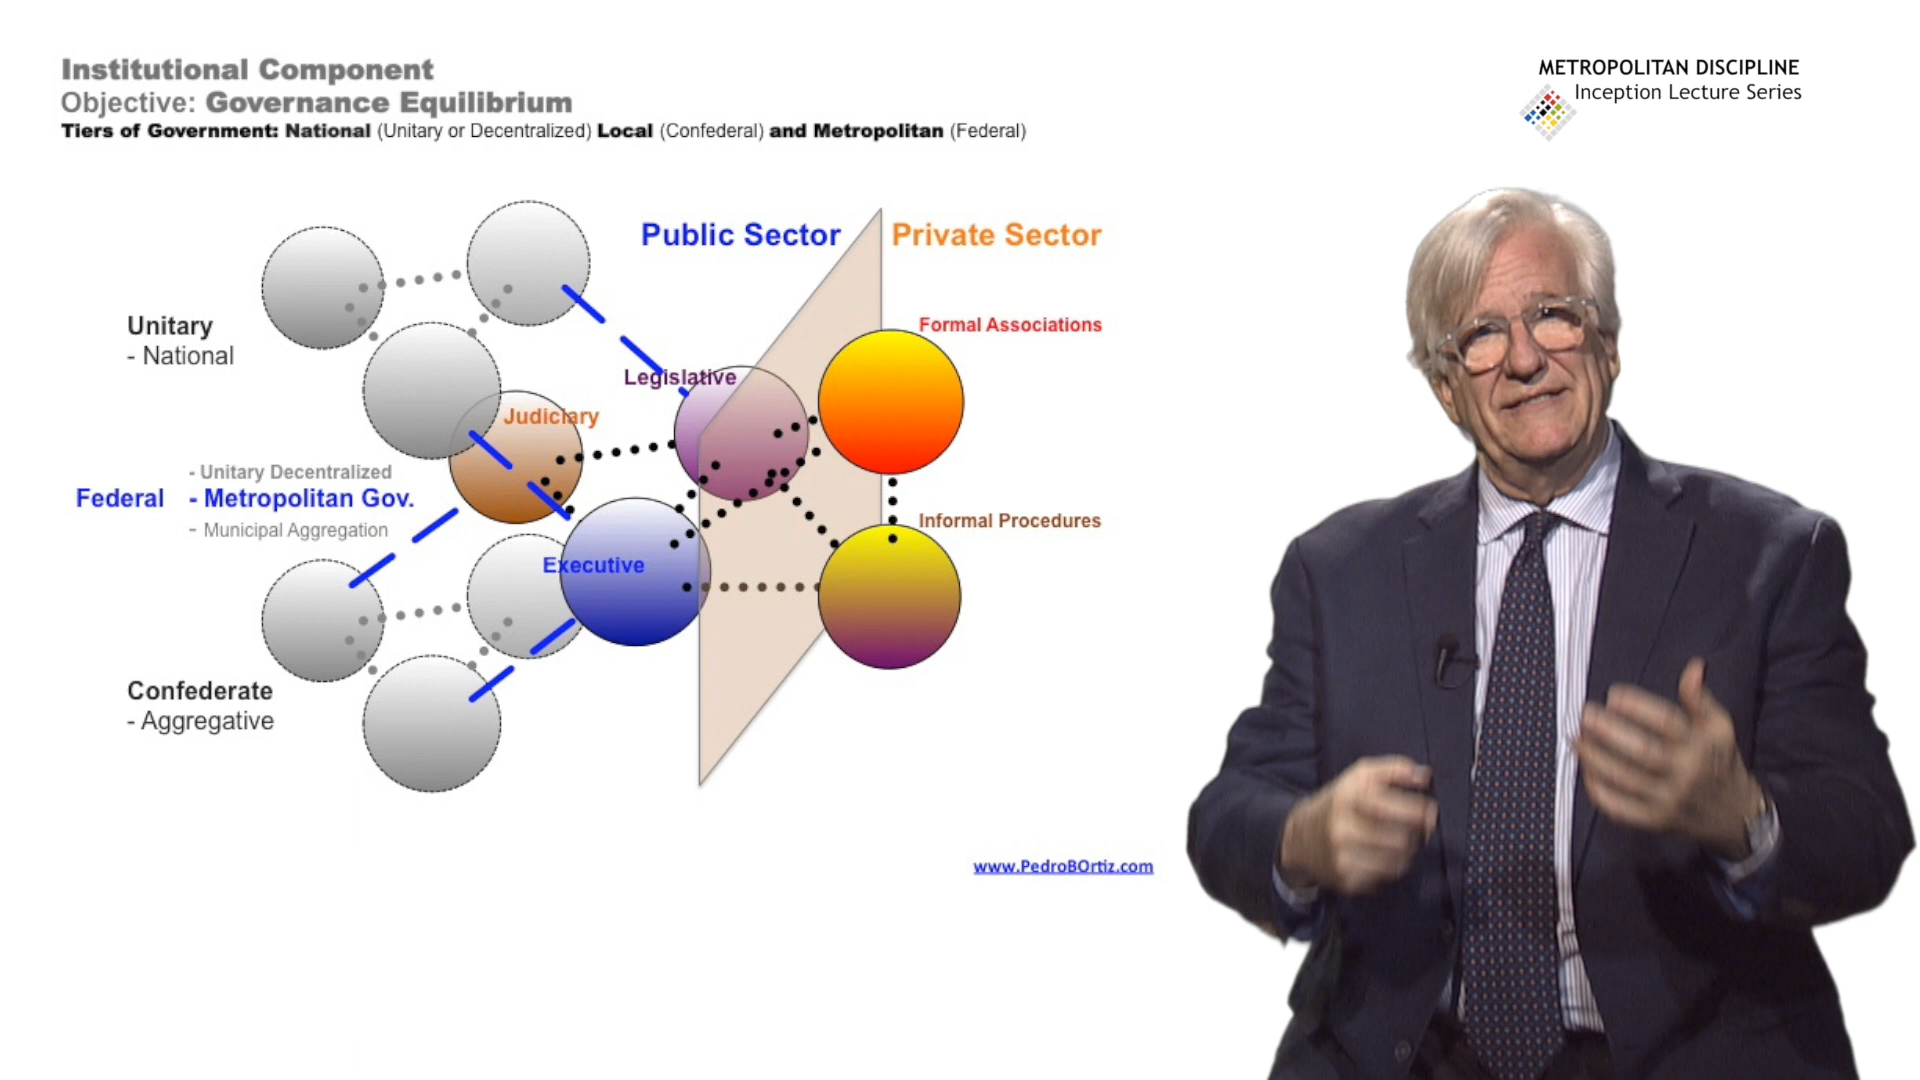 Institutional Component
Objective: Governance Equilibrium
Tiers of Government: National (Unitary or Decentralized) Local (Confederal) and Metropolitan (Federal)
METROPOLITAN DISCIPLINE
Inception Lecture Series
Public Sector
Private Sector
Formal Associations
Unitary
- National
Legislative
Judiciary
- Unitary Decentralized
Federal - Metropolitan Gov.
- Municipal Aggregation
Informal Procedures
Executive
Confederate
- Aggregative
www.PedroBOrtiz.com